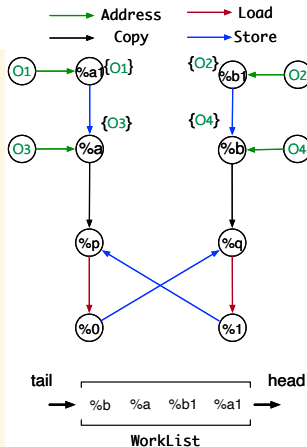 Address Load
Copy Store
O1 %a1 {O1} {O2} %b1 O2
{O3} {O4}
O3 %a %b O4
%p %q
%0 %1
tail head
%b %a %b1 %a1
WorkList